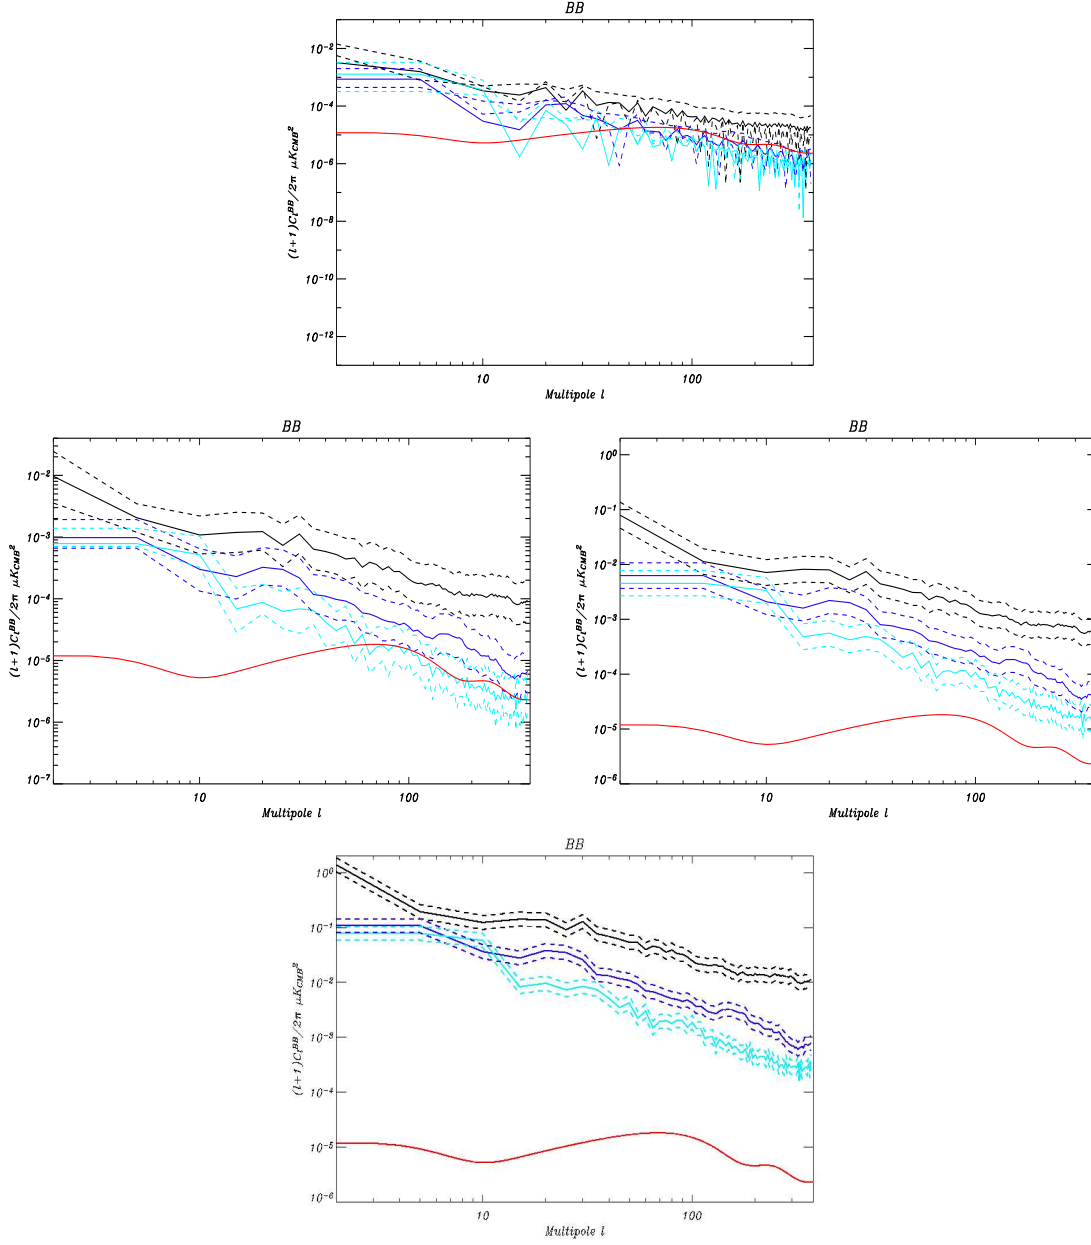 BB
10⁻²
10⁻⁴
10⁻⁶
10⁻⁸
10⁻¹⁰
10⁻¹²
(l+1)C_l^BB/2π μK_CMB²
10 100
Multipole l
BB
10⁻²
10⁻³
10⁻⁴
10⁻⁵
10⁻⁶
10⁻⁷
(l+1)C_l^BB/2π μK_CMB²
10 100
Multipole l
BB
10⁰
10⁻¹
10⁻²
10⁻³
10⁻⁴
10⁻⁵
10⁻⁶
(l+1)C_l^BB/2π μK_CMB²
10 100
Multipole l
BB
10⁰
10⁻¹
10⁻²
10⁻³
10⁻⁴
10⁻⁵
10⁻⁶
(l+1)C_l^BB/2π μK_CMB²
10 100
Multipole l